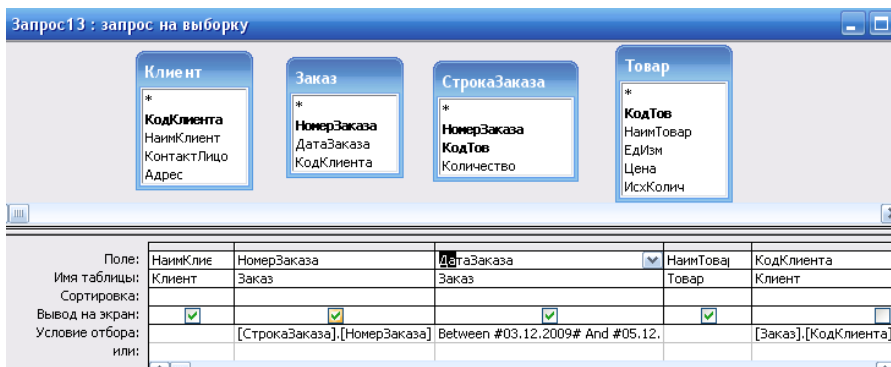 Запрос13 : запрос на выборку
Клиент
*
КодКлиента
НаимКлиент
КонтактЛицо
Адрес
Заказ
*
НомерЗаказа
ДатаЗаказа
КодКлиента
СтрокаЗаказа
*
НомерЗаказа
КодТов
Количество
Товар
*
КодТов
НаимТовар
ЕдИзм
Цена
ИсхКолич
Поле: НаимКлие НомерЗаказа ДатаЗаказа НаимТовар КодКлиента
Имя таблицы: Клиент Заказ Заказ Товар Клиент
Сортировка:
Вывод на экран:
Условие отбора: [СтрокаЗаказа].[НомерЗаказа] Between #03.12.2009# And #05.12. [Заказ].[КодКлиента]
или: